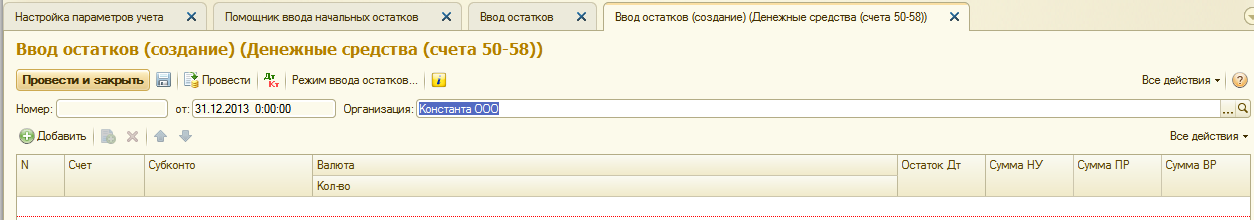 Настройка параметров учета Помощник ввода начальных остатков Ввод остатков Ввод остатков (создание) (Денежные средства (счета 50-58))
Ввод остатков (создание) (Денежные средства (счета 50-58))
Провести и закрыть Провести Дт Кт Режим ввода остатков... Все действия
Номер: от: 31.12.2013 0:00:00 Организация: Константа ООО
Добавить Все действия
N Счет Субконто Валюта Остаток Дт Сумма НУ Сумма ПР Сумма ВР
Кол-во